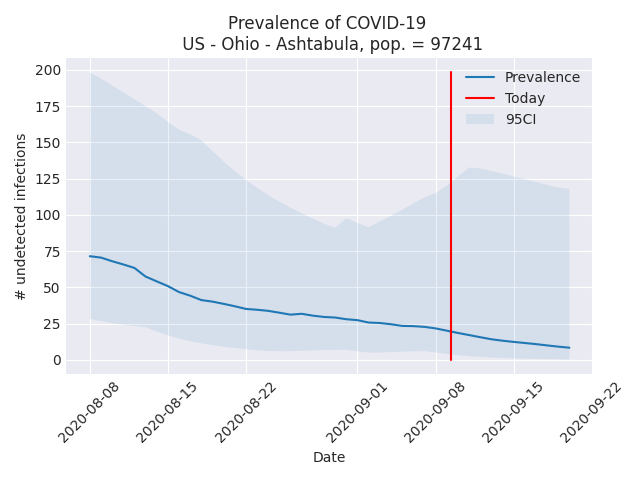 Prevalence of COVID-19
US - Ohio - Ashtabula, pop. = 97241
# undetected infections
200
175
150
125
100
75
50
25
0
Prevalence
Today
95CI
2020-08-08
2020-08-15
2020-08-22
2020-09-01
2020-09-08
2020-09-15
2020-09-22
Date